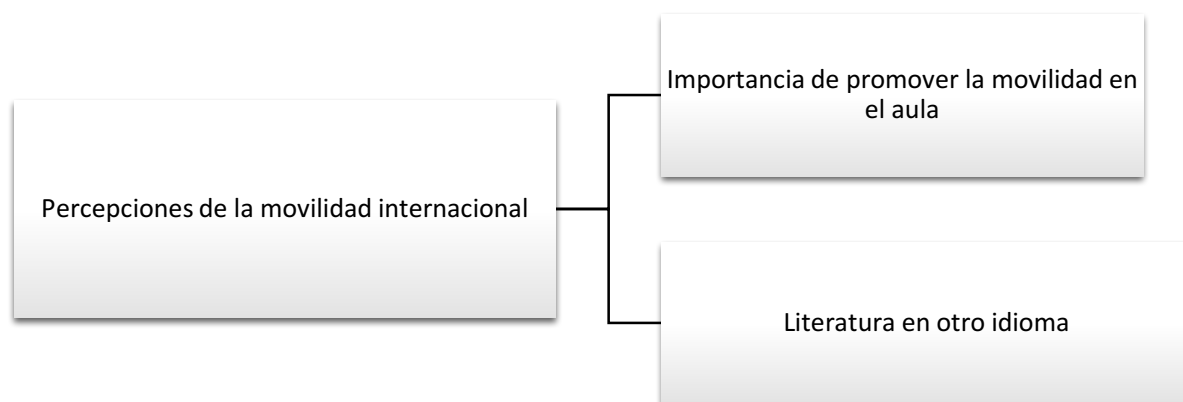 Importancia de promover la movilidad en
el aula
Percepciones de la movilidad internacional
Literatura en otro idioma